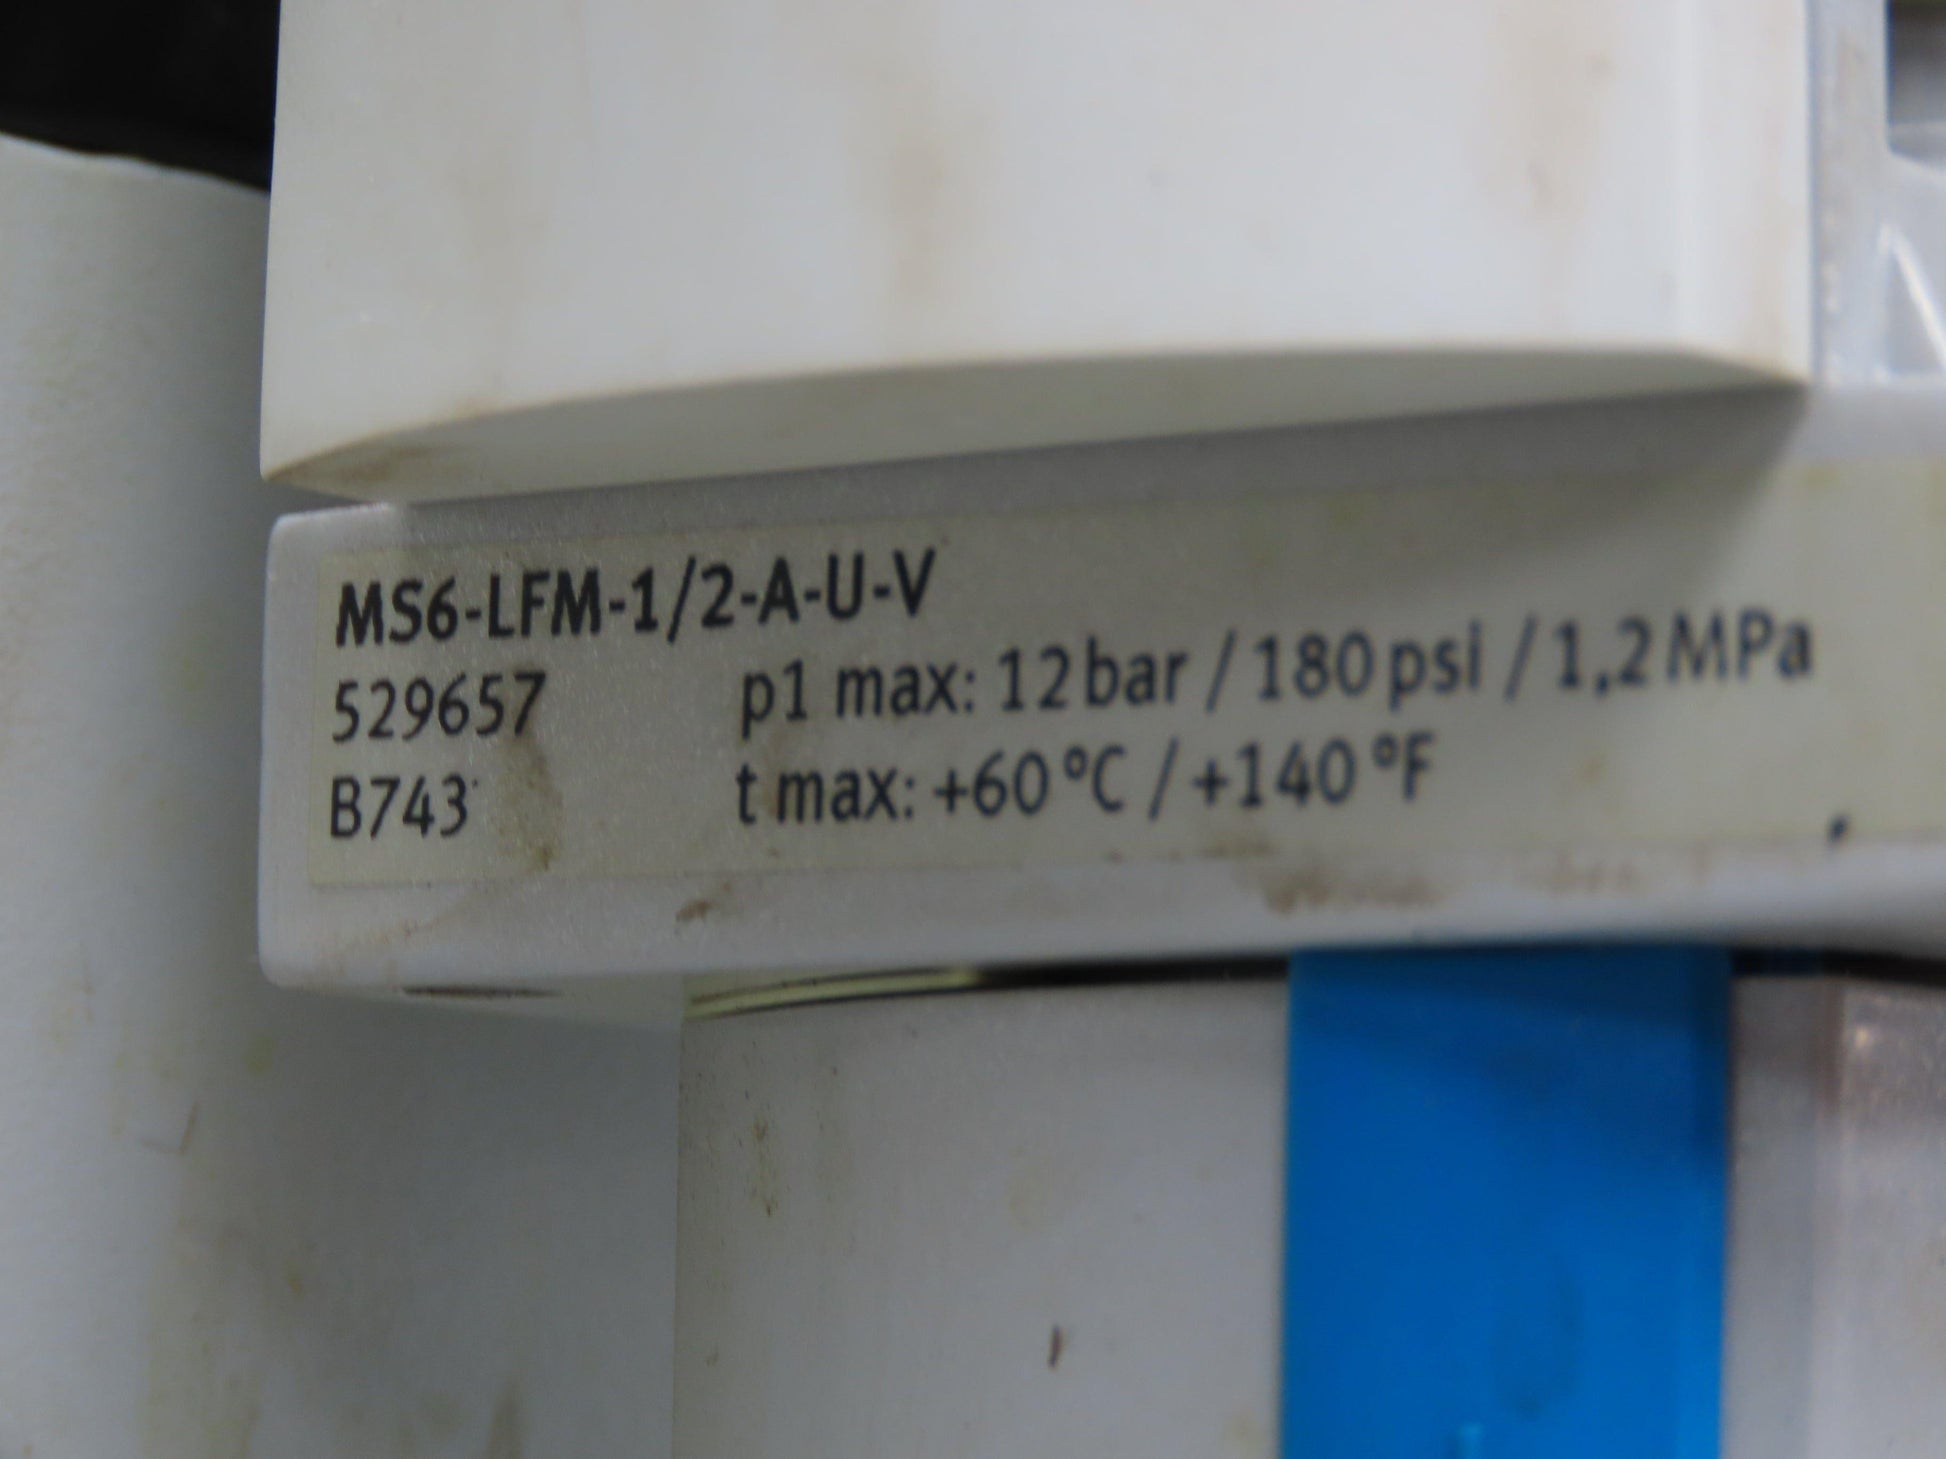 MS6-LFM-1/2-A-U-V
529657 p1 max: 12 bar / 180 psi / 1,2 MPa
B743 t max: +60 °C / +140 °F